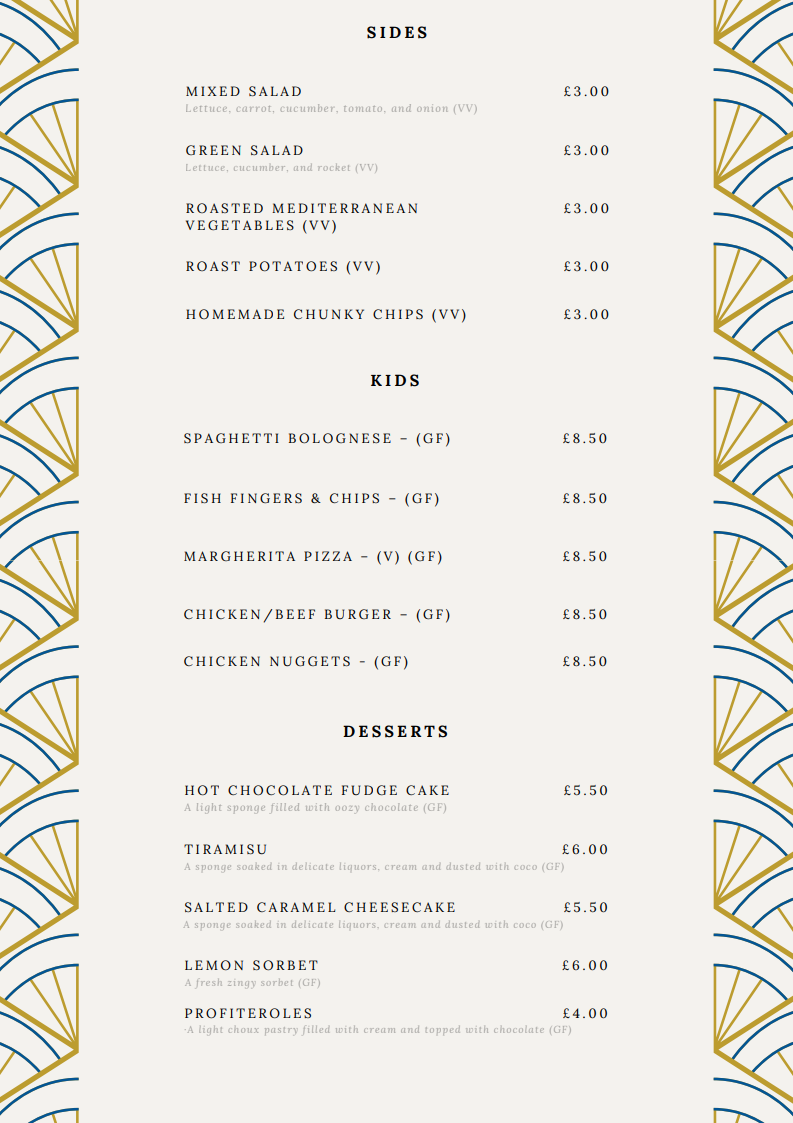 SIDES
MIXED SALAD £3.00
Lettuce, carrot, cucumber, tomato, and onion (VV)
GREEN SALAD £3.00
Lettuce, cucumber, and rocket (VV)
ROASTED MEDITERRANEAN £3.00
VEGETABLES (VV)
ROAST POTATOES (VV) £3.00
HOMEMADE CHUNKY CHIPS (VV) £3.00
KIDS
SPAGHETTI BOLOGNESE – (GF) £8.50
FISH FINGERS & CHIPS – (GF) £8.50
MARGHERITA PIZZA – (V) (GF) £8.50
CHICKEN/BEEF BURGER – (GF) £8.50
CHICKEN NUGGETS - (GF) £8.50
DESSERTS
HOT CHOCOLATE FUDGE CAKE £5.50
A light sponge filled with oozy chocolate (GF)
TIRAMISU £6.00
A sponge soaked in delicate liquors, cream and dusted with coco (GF)
SALTED CARAMEL CHEESECAKE £5.50
A sponge soaked in delicate liquors, cream and dusted with coco (GF)
LEMON SORBET £6.00
A fresh zingy sorbet (GF)
PROFITEROLES £4.00
·A light choux pastry filled with cream and topped with chocolate (GF)